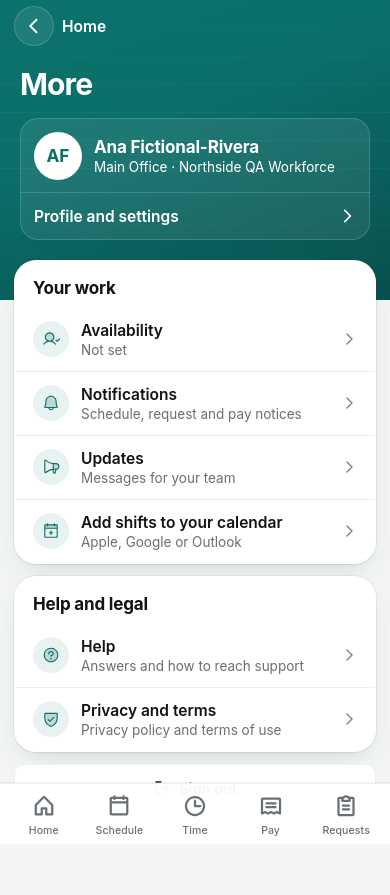 Home
More
AF
Ana Fictional-Rivera
Main Office · Northside QA Workforce
Profile and settings
Your work
Availability
Not set
Notifications
Schedule, request and pay notices
Updates
Messages for your team
Add shifts to your calendar
Apple, Google or Outlook
Help and legal
Help
Answers and how to reach support
Privacy and terms
Privacy policy and terms of use
Sign out
Home
Schedule
Time
Pay
Requests